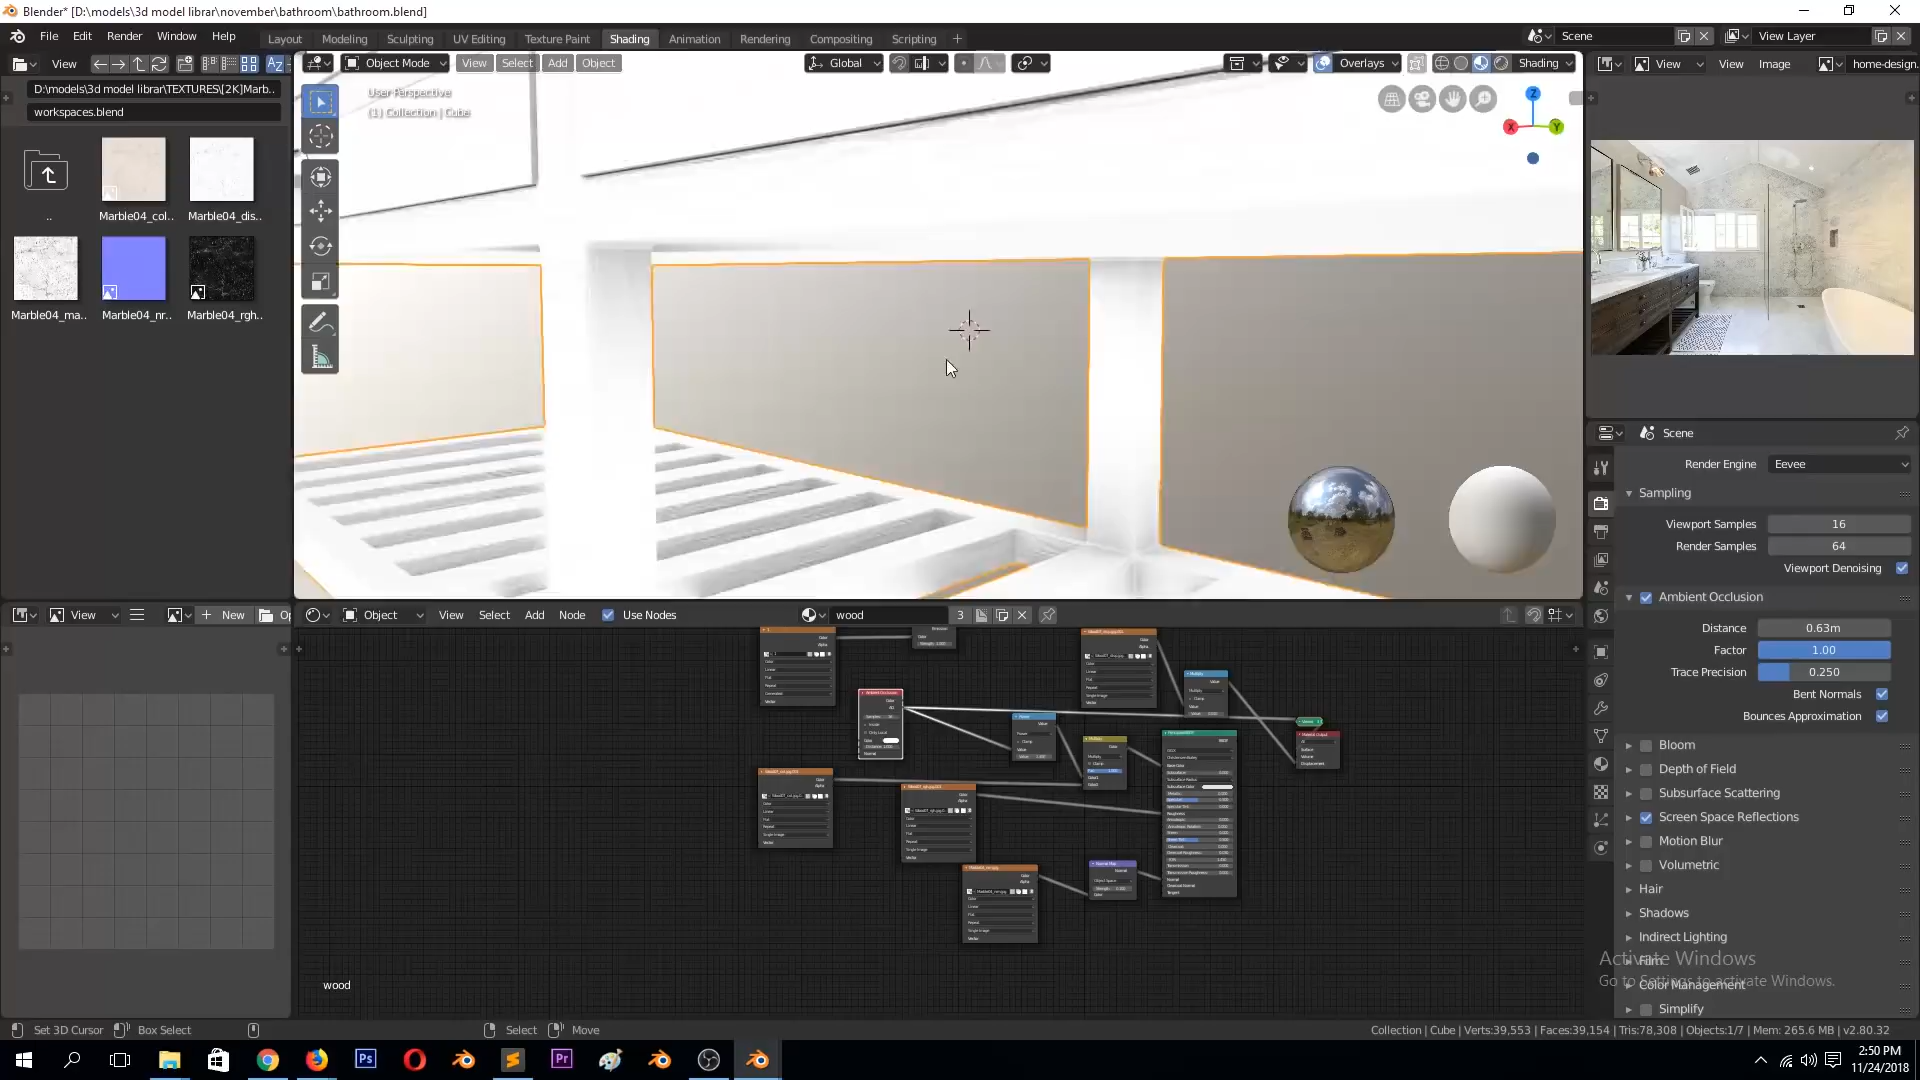 Blender* [D:\models\3d model librar\november\bathroom\bathroom.blend]
File Edit Render Window Help
Layout Modeling Sculpting UV Editing Texture Paint Shading Animation Rendering Compositing Scripting +
Scene View Layer
View
Object Mode View Select Add Object Global Overlays Shading
View View Image home-design.
D:\models\3d model librar\TEXTURES\[2K]Marb..
workspaces.blend
..
Marble04_col..
Marble04_dis..
Marble04_ma..
Marble04_nr..
Marble04_rgh..
User Perspective
(1) Collection | Cube
X Y Z
Scene
Render Engine Eevee
Sampling
Viewport Samples 16
Render Samples 64
Viewport Denoising
Ambient Occlusion
Distance 0.63m
Factor 1.00
Trace Precision 0.250
Bent Normals
Bounces Approximation
Bloom
Depth of Field
Subsurface Scattering
Screen Space Reflections
Motion Blur
Volumetric
Hair
Shadows
Indirect Lighting
Film
Color Management
Simplify
Activate Windows
Go to Settings to activate Windows.
View + New Op
Object View Select Add Node Use Nodes wood 3
wood
Set 3D Cursor Box Select Select Move
Collection | Cube | Verts:39,553 | Faces:39,154 | Tris:78,308 | Objects:1/7 | Mem: 265.6 MB | v2.80.32
Ps Pr
2:50 PM
11/24/2018